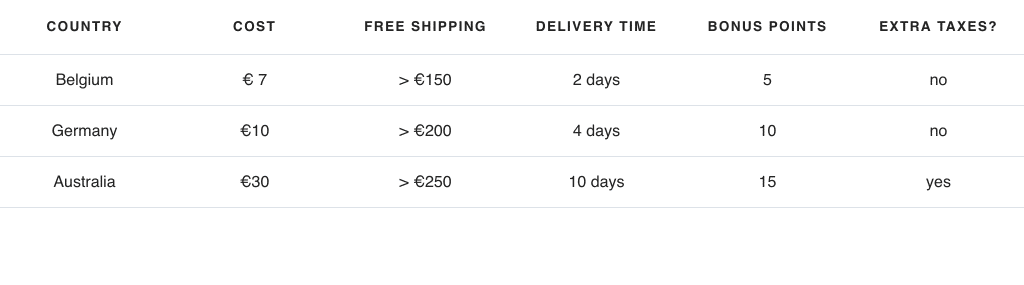 COUNTRY COST FREE SHIPPING DELIVERY TIME BONUS POINTS EXTRA TAXES?
Belgium € 7 > €150 2 days 5 no
Germany €10 > €200 4 days 10 no
Australia €30 > €250 10 days 15 yes